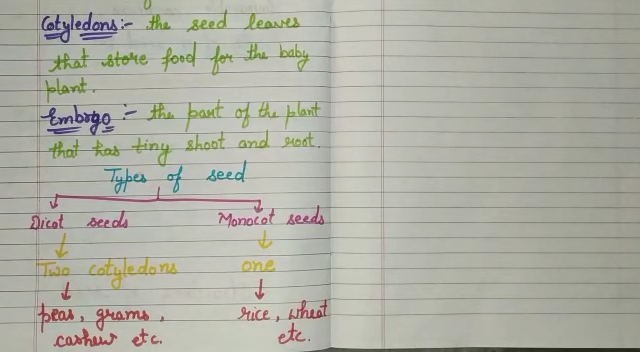 Cotyledons:- the seed leaves
that store food for the baby
plant.
Embryo:- the part of the plant
that has tiny shoot and root.
Types of seed
Dicot seeds Monocot seeds
Two cotyledons one
peas, grams, rice, wheat
cashew etc. etc.